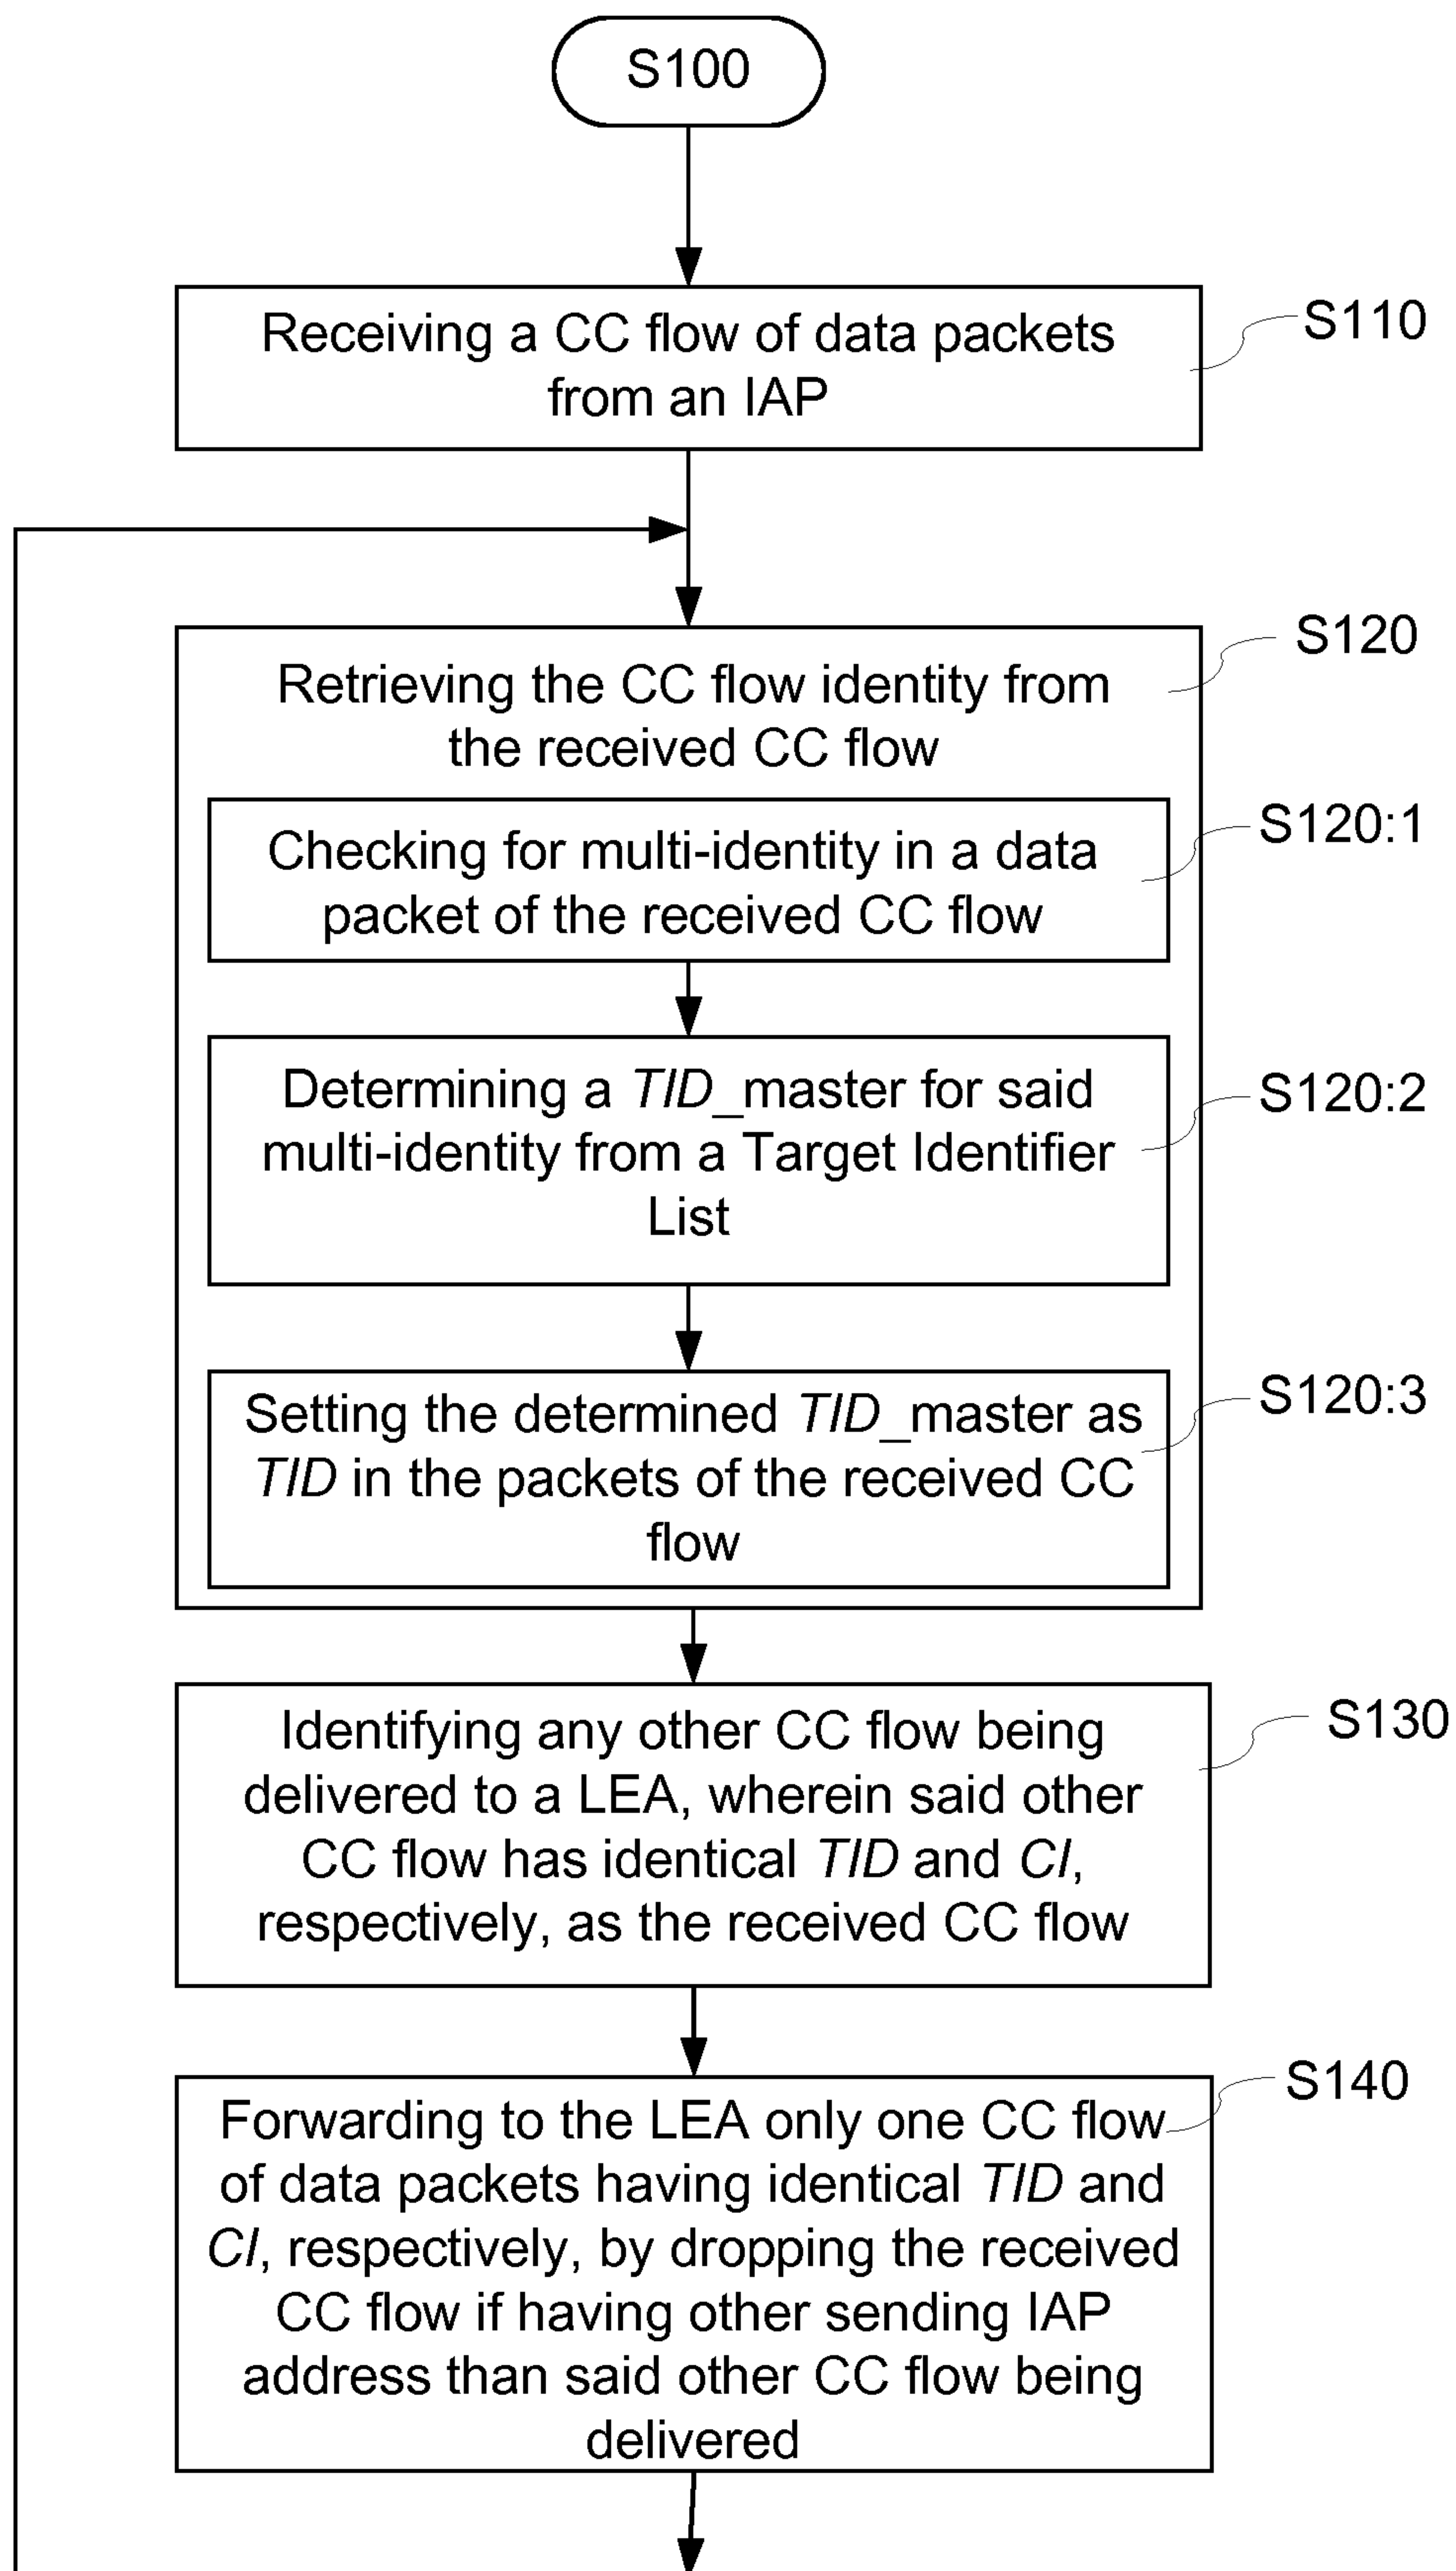 S100
Receiving a CC flow of data packets
from an IAP
S110
Retrieving the CC flow identity from
the received CC flow
S120
Checking for multi-identity in a data
packet of the received CC flow
S120:1
Determining a TID_master for said
multi-identity from a Target Identifier
List
S120:2
Setting the determined TID_master as
TID in the packets of the received CC
flow
S120:3
Identifying any other CC flow being
delivered to a LEA, wherein said other
CC flow has identical TID and CI,
respectively, as the received CC flow
S130
Forwarding to the LEA only one CC flow
of data packets having identical TID and
CI, respectively, by dropping the received
CC flow if having other sending IAP
address than said other CC flow being
delivered
S140